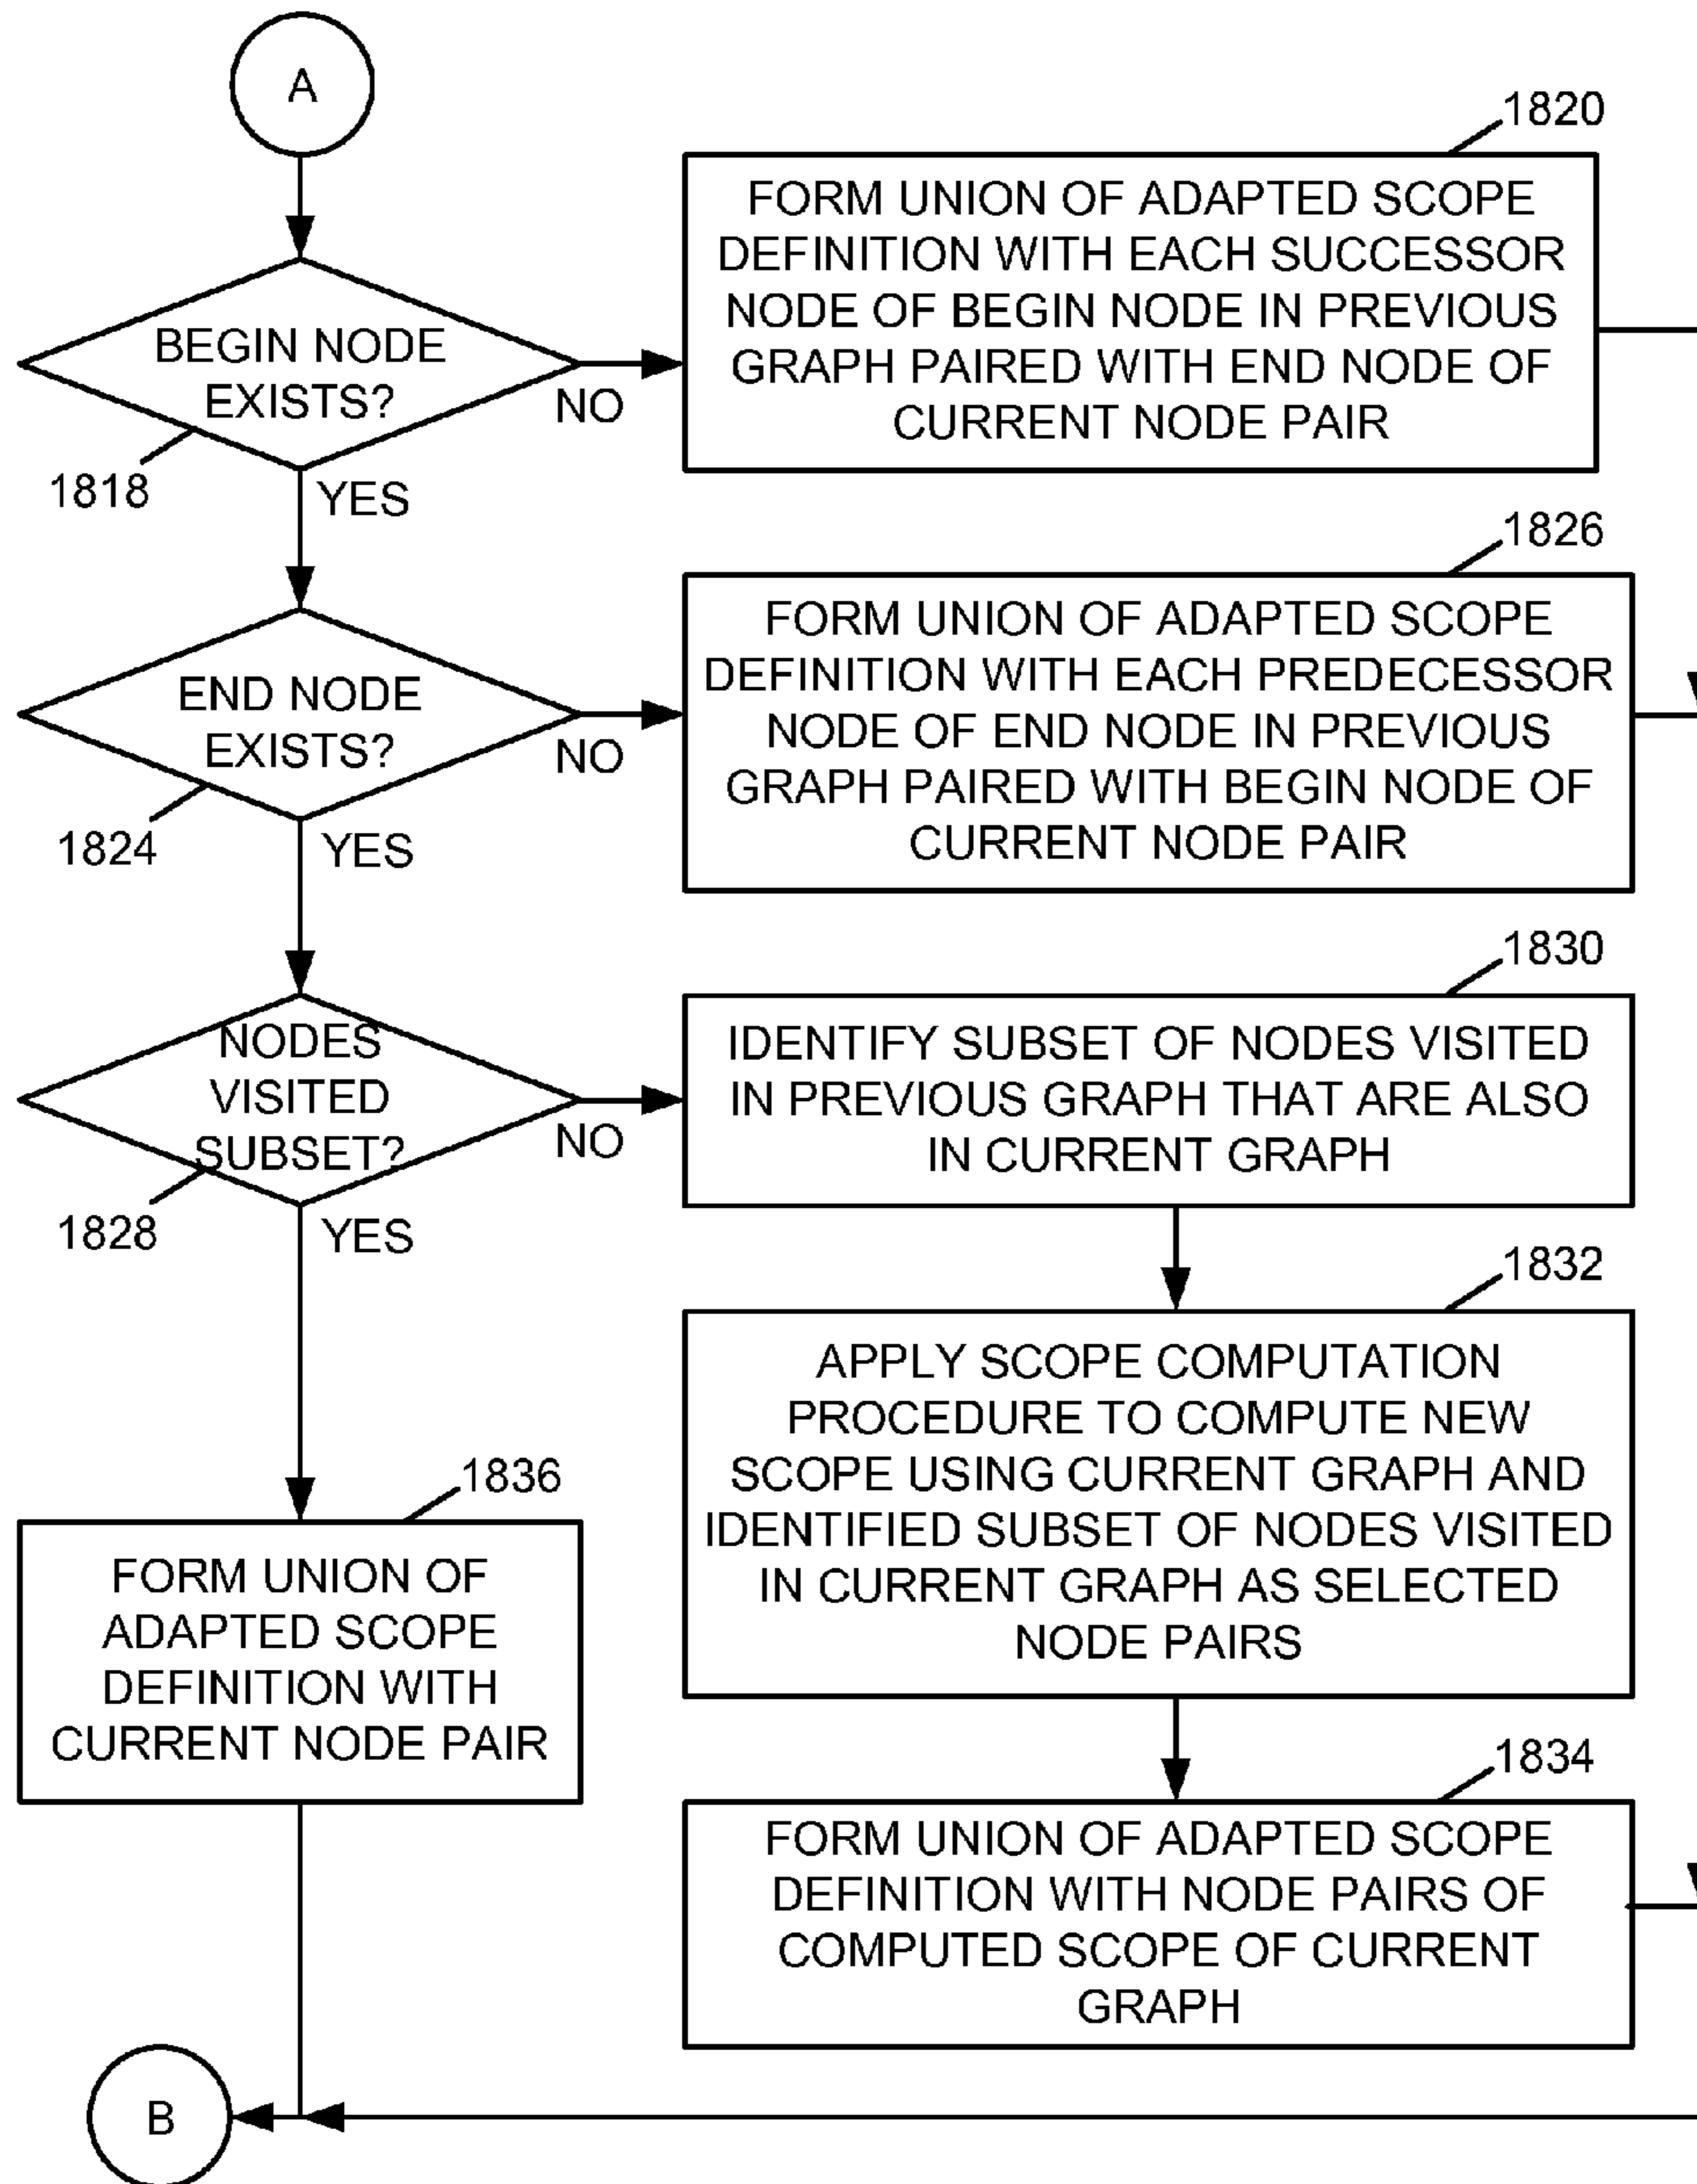 A
1820
FORM UNION OF ADAPTED SCOPE
DEFINITION WITH EACH SUCCESSOR
NODE OF BEGIN NODE IN PREVIOUS
GRAPH PAIRED WITH END NODE OF
CURRENT NODE PAIR
BEGIN NODE
EXISTS?
NO
1818
YES
1826
FORM UNION OF ADAPTED SCOPE
DEFINITION WITH EACH PREDECESSOR
NODE OF END NODE IN PREVIOUS
GRAPH PAIRED WITH BEGIN NODE OF
CURRENT NODE PAIR
END NODE
EXISTS?
NO
1824
YES
1830
IDENTIFY SUBSET OF NODES VISITED
IN PREVIOUS GRAPH THAT ARE ALSO
IN CURRENT GRAPH
NODES
VISITED
SUBSET?
NO
1828
YES
1832
APPLY SCOPE COMPUTATION
PROCEDURE TO COMPUTE NEW
SCOPE USING CURRENT GRAPH AND
IDENTIFIED SUBSET OF NODES VISITED
IN CURRENT GRAPH AS SELECTED
NODE PAIRS
1836
FORM UNION OF
ADAPTED SCOPE
DEFINITION WITH
CURRENT NODE PAIR
1834
FORM UNION OF ADAPTED SCOPE
DEFINITION WITH NODE PAIRS OF
COMPUTED SCOPE OF CURRENT
GRAPH
B